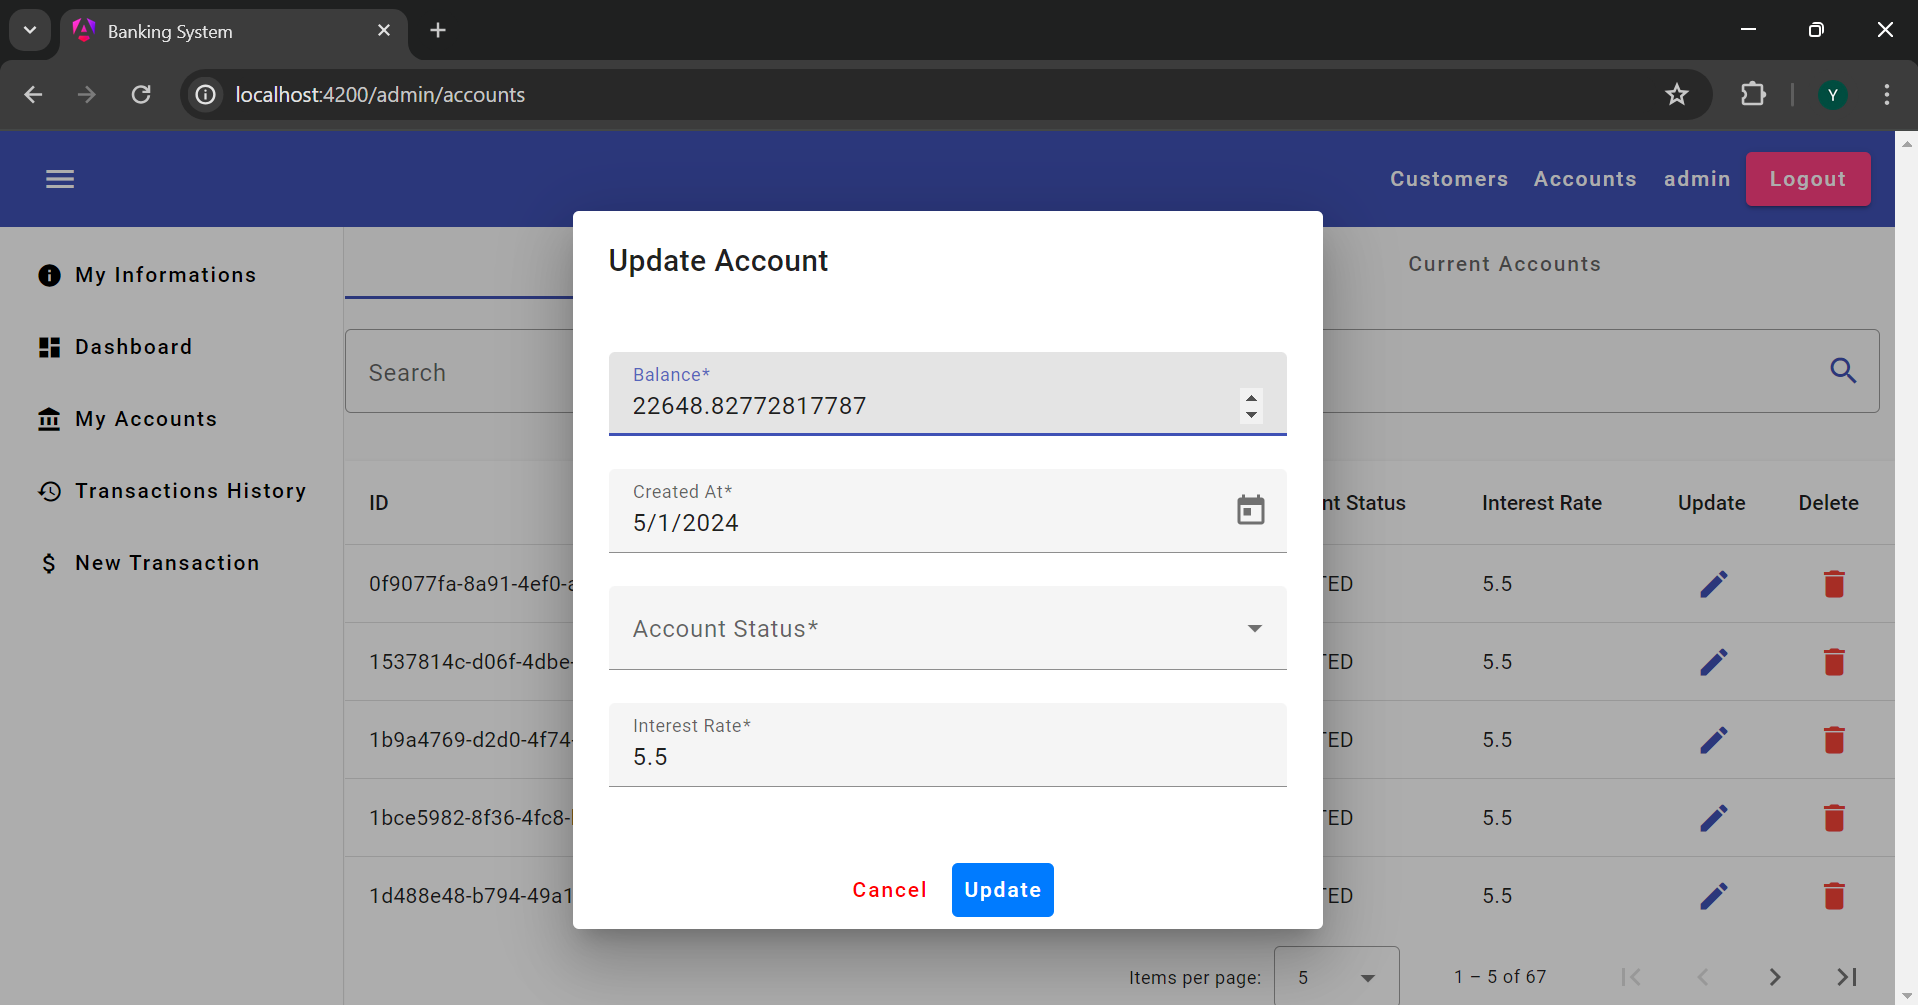 Banking System
localhost:4200/admin/accounts
Y
Customers Accounts admin Logout
My Informations
Dashboard
My Accounts
Transactions History
New Transaction
Current Accounts
Search
ID nt Status Interest Rate Update Delete
0f9077fa-8a91-4ef0- TED 5.5
1537814c-d06f-4dbe- TED 5.5
1b9a4769-d2d0-4f74- TED 5.5
1bce5982-8f36-4fc8- TED 5.5
1d488e48-b794-49a1 TED 5.5
Items per page: 5 1 – 5 of 67
Update Account
Balance*
22648.82772817787
Created At*
5/1/2024
Account Status*
Interest Rate*
5.5
Cancel Update